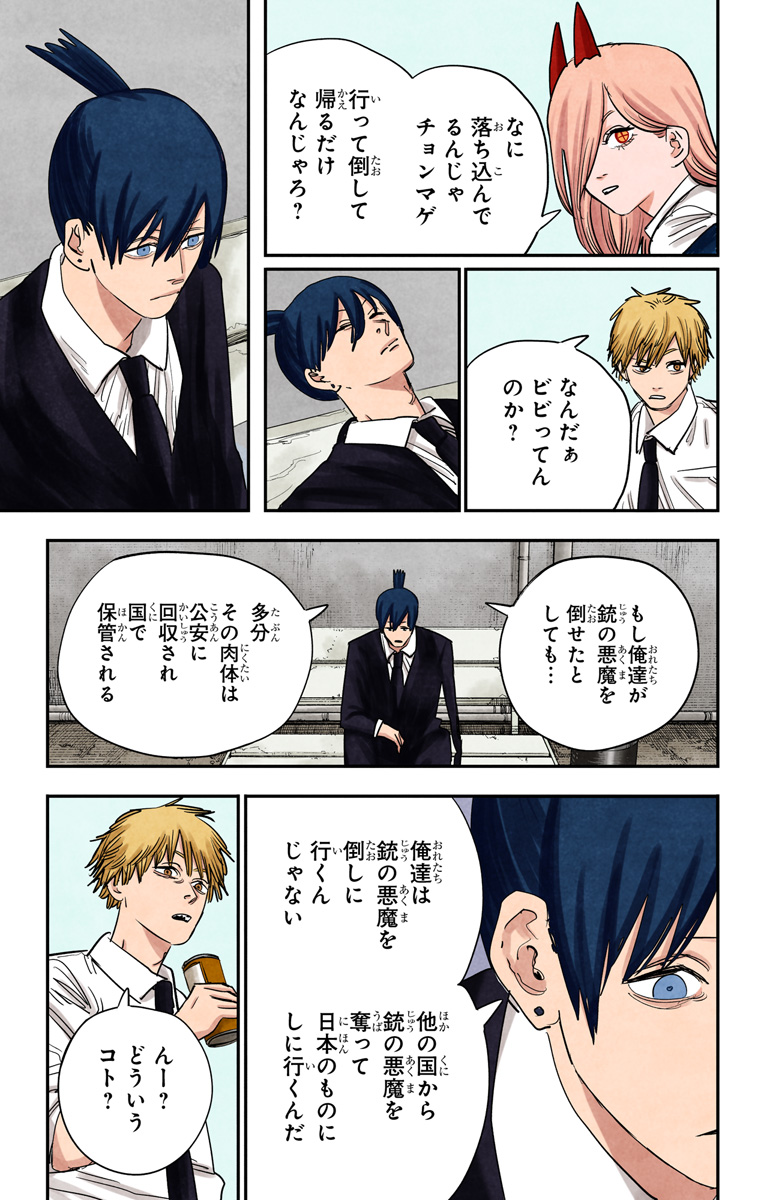 なに
落ち込んで
るんじゃ
チョンマゲ
行って倒して
帰るだけ
なんじゃろ？
なんだぁ
ビビってん
のか？
もし俺達が
銃の悪魔を
倒せたと
しても…
多分
その肉体は
公安に
回収され
国で
保管される
俺達は
銃の悪魔を
倒しに
行くん
じゃない
他の国から
銃の悪魔を
奪って
日本のものに
しに行くんだ
んー？
どういう
コト？